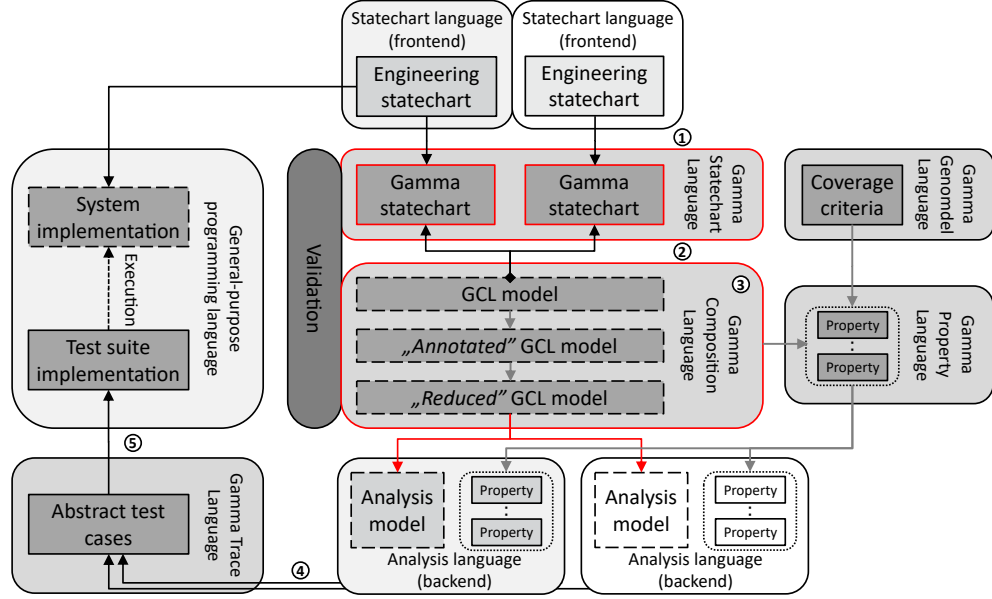 Statechart language
(frontend)
Engineering
statechart
Statechart language
(frontend)
Engineering
statechart
①
Gamma
statechart
Gamma
statechart
Gamma
Statechart
Language
Coverage
criteria
Gamma
Genomdel
Language
System
implementation
Execution
Test suite
implementation
General-purpose
programming language
Validation
②
③
GCL model
„Annotated” GCL model
„Reduced” GCL model
Gamma
Composition
Language
Property
⋮
Property
Gamma
Property
Language
⑤
Abstract test
cases
Gamma Trace
Language
④
Analysis
model
Property
⋮
Property
Analysis language
(backend)
Analysis
model
Property
⋮
Property
Analysis language
(backend)